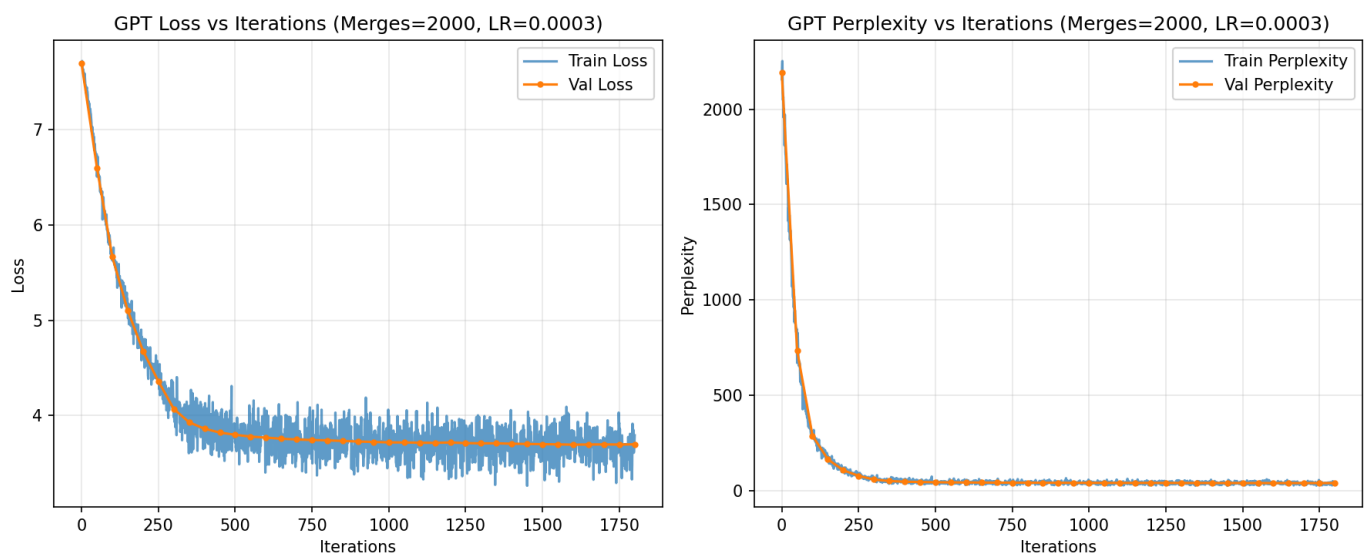 GPT Loss vs Iterations (Merges=2000, LR=0.0003)
Train Loss
Val Loss
7
6
5
4
Loss
0 250 500 750 1000 1250 1500 1750
Iterations
GPT Perplexity vs Iterations (Merges=2000, LR=0.0003)
Train Perplexity
Val Perplexity
2000
1500
1000
500
0
Perplexity
0 250 500 750 1000 1250 1500 1750
Iterations